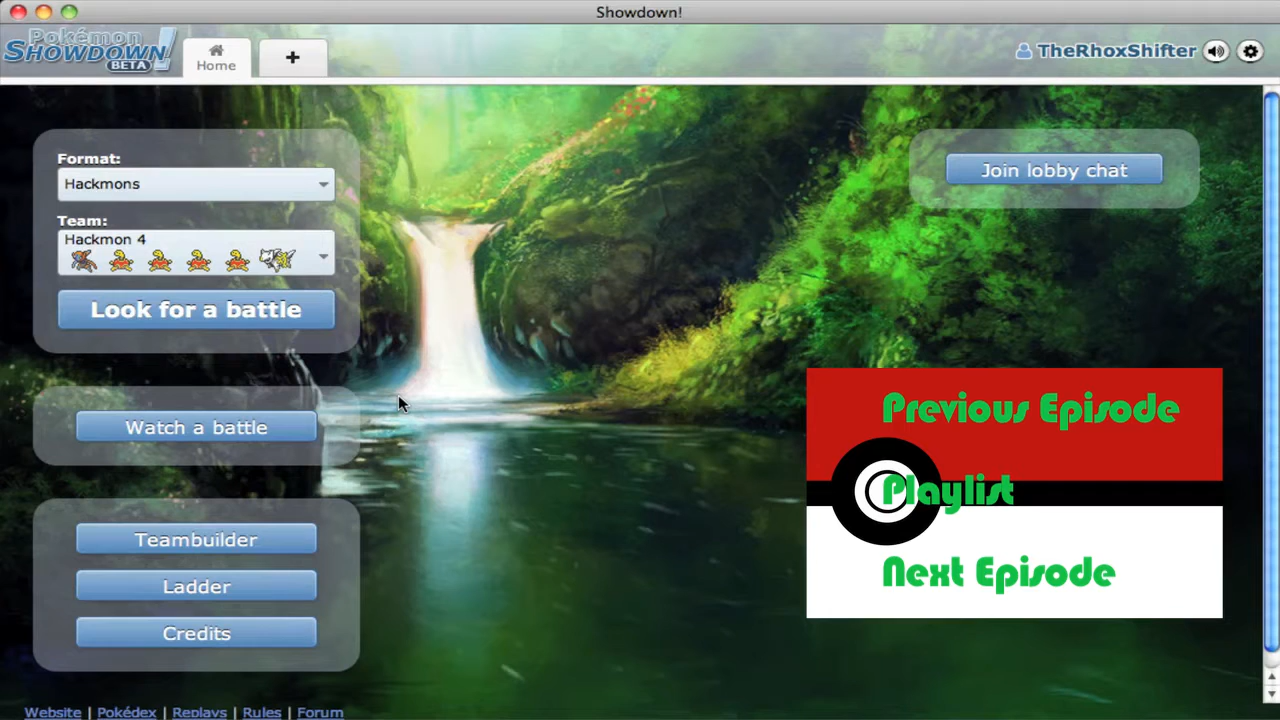 Showdown!
Pokémon
SHOWDOWN!
BETA
Home
+
TheRhoxShifter
Format:
Hackmons
Team:
Hackmon 4
Look for a battle
Watch a battle
Teambuilder
Ladder
Credits
Website | Pokédex | Replays | Rules | Forum
Join lobby chat
Previous Episode
Playlist
Next Episode